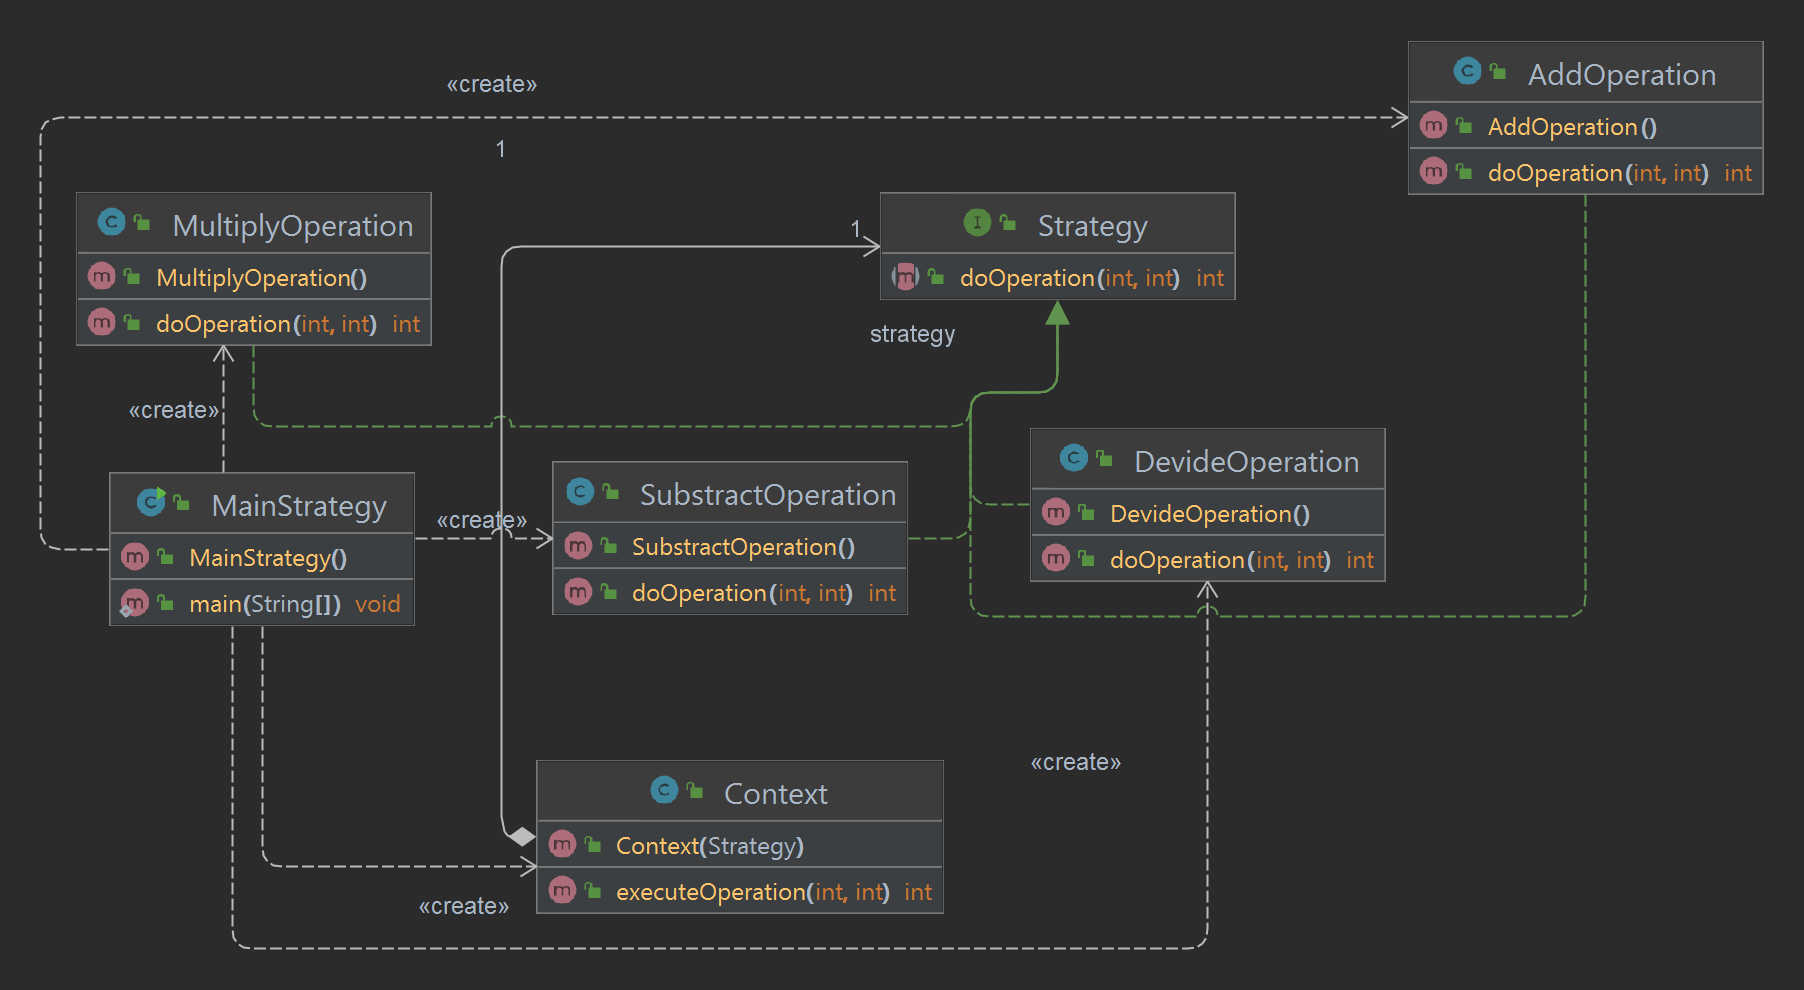 «create»
1
AddOperation
AddOperation()
doOperation(int, int) int
MultiplyOperation
MultiplyOperation()
doOperation(int, int) int
1
Strategy
doOperation(int, int) int
strategy
«create»
MainStrategy
MainStrategy()
main(String[]) void
«create»
SubstractOperation
SubstractOperation()
doOperation(int, int) int
DevideOperation
DevideOperation()
doOperation(int, int) int
«create»
Context
Context(Strategy)
executeOperation(int, int) int
«create»